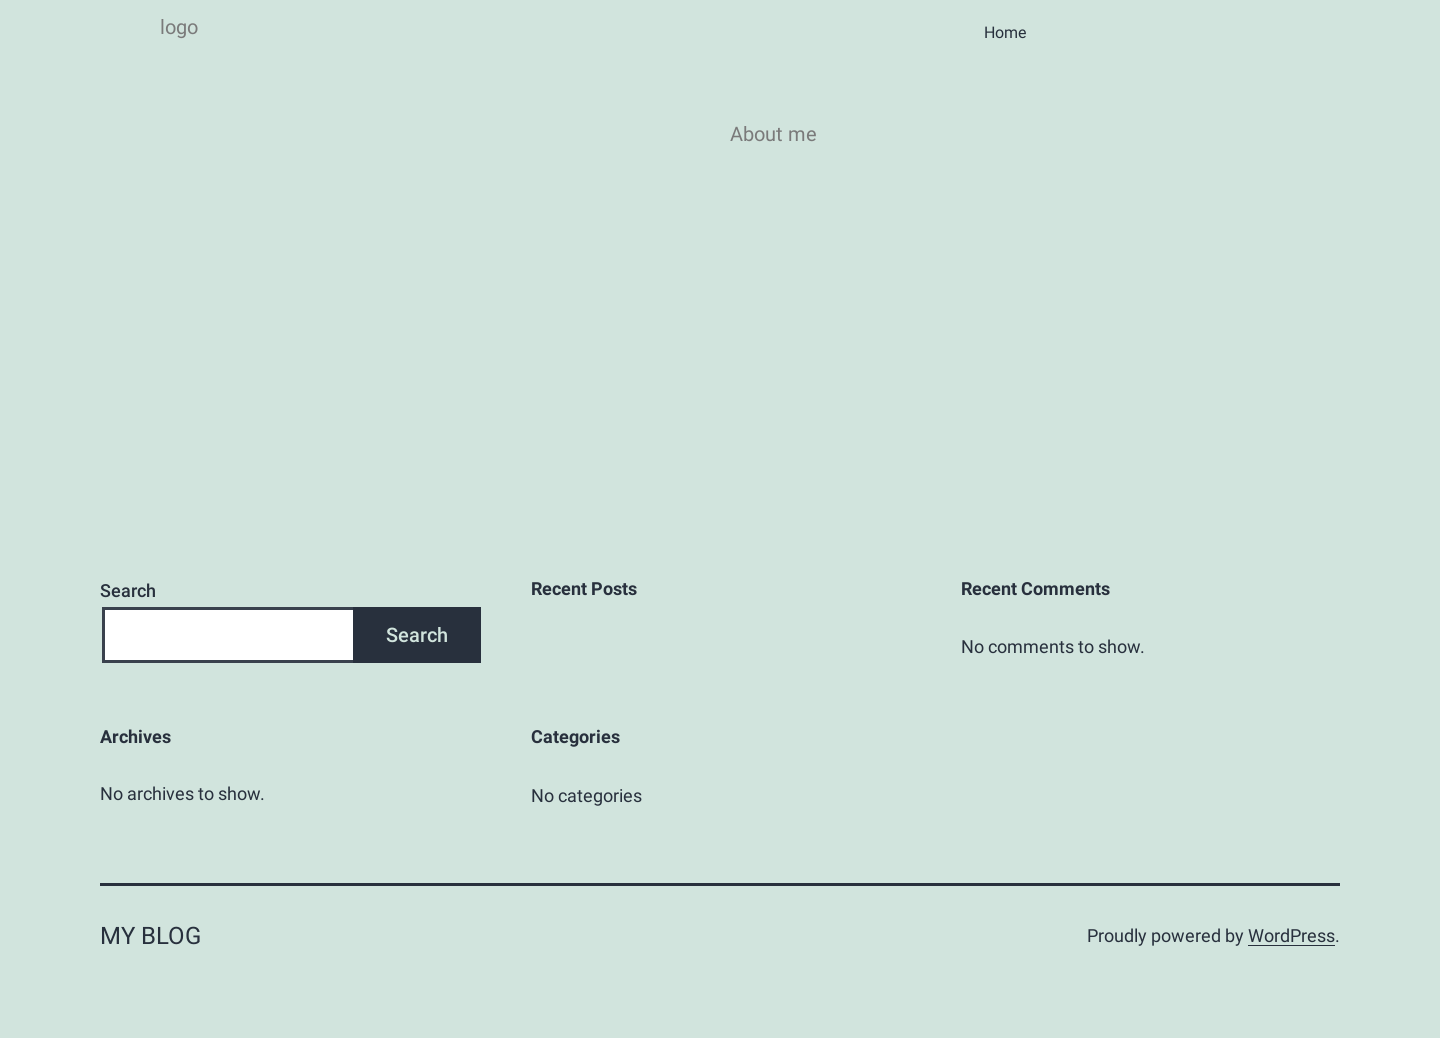 logo
Home
About me
Search
Search
Recent Posts
Recent Comments
No comments to show.
Archives
No archives to show.
Categories
No categories
MY BLOG
Proudly powered by WordPress.